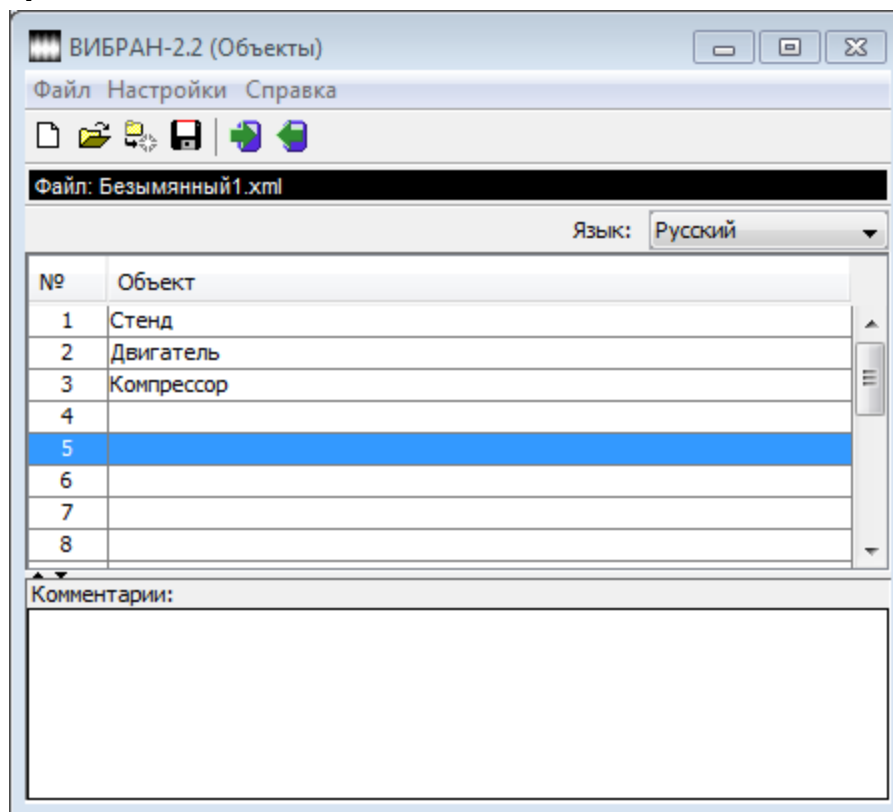 ВИБРАН-2.2 (Объекты)
Файл Настройки Справка
Файл: Безымянный1.xml
Язык: Русский
№ Объект
1 Стенд
2 Двигатель
3 Компрессор
4
5
6
7
8
Комментарии: